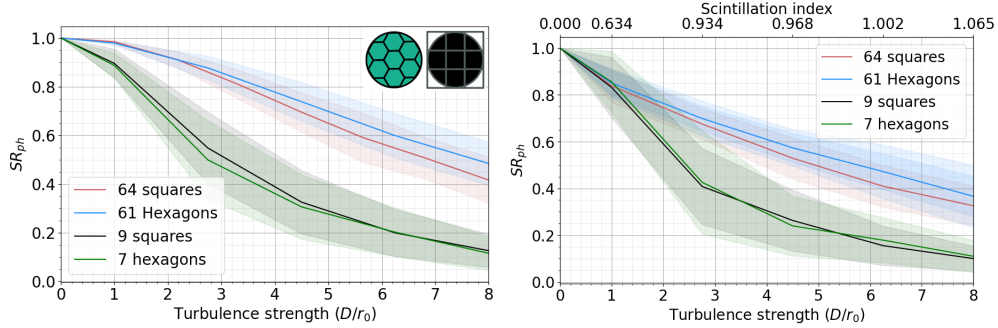 1.0
0.8
0.6
0.4
0.2
0.0
SR_ph
64 squares
61 Hexagons
9 squares
7 hexagons
0 1 2 3 4 5 6 7 8
Turbulence strength (D/r_0)
Scintillation index
0.000 0.634 0.934 0.968 1.002 1.065
1.0
0.8
0.6
0.4
0.2
0.0
SR_ph
64 squares
61 Hexagons
9 squares
7 hexagons
0 1 2 3 4 5 6 7 8
Turbulence strength (D/r_0)